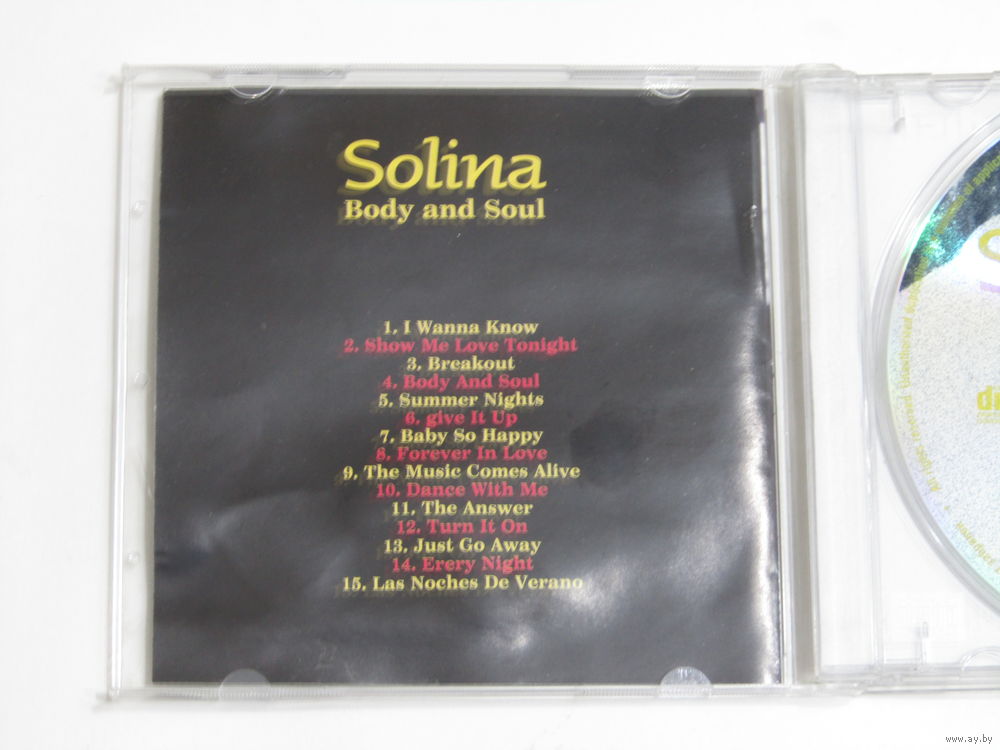 Solina
Body and Soul
1. I Wanna Know
2. Show Me Love Tonight
3. Breakout
4. Body And Soul
5. Summer Nights
6. give It Up
7. Baby So Happy
8. Forever In Love
9. The Music Comes Alive
10. Dance With Me
11. The Answer
12. Turn It On
13. Just Go Away
14. Erery Night
15. Las Noches De Verano
www.ay.by